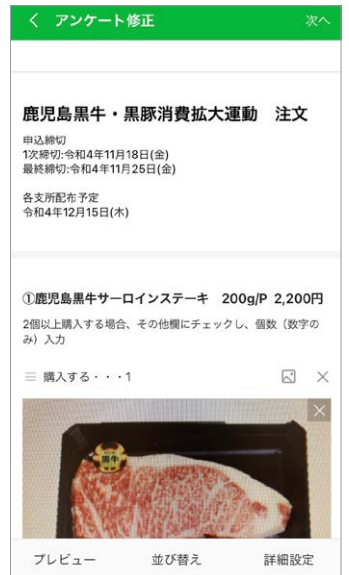 アンケート修正 次へ
鹿児島黒牛・黒豚消費拡大運動 注文
申込締切
1次締切:令和4年11月18日(金)
最終締切:令和4年11月25日(金)
各支所配布予定
令和4年12月15日(木)
①鹿児島黒牛サーロインステーキ 200g/P 2,200円
2個以上購入する場合、その他欄にチェックし、個数（数字の
み）入力
購入する・・・1
黒牛
プレビュー 並び替え 詳細設定